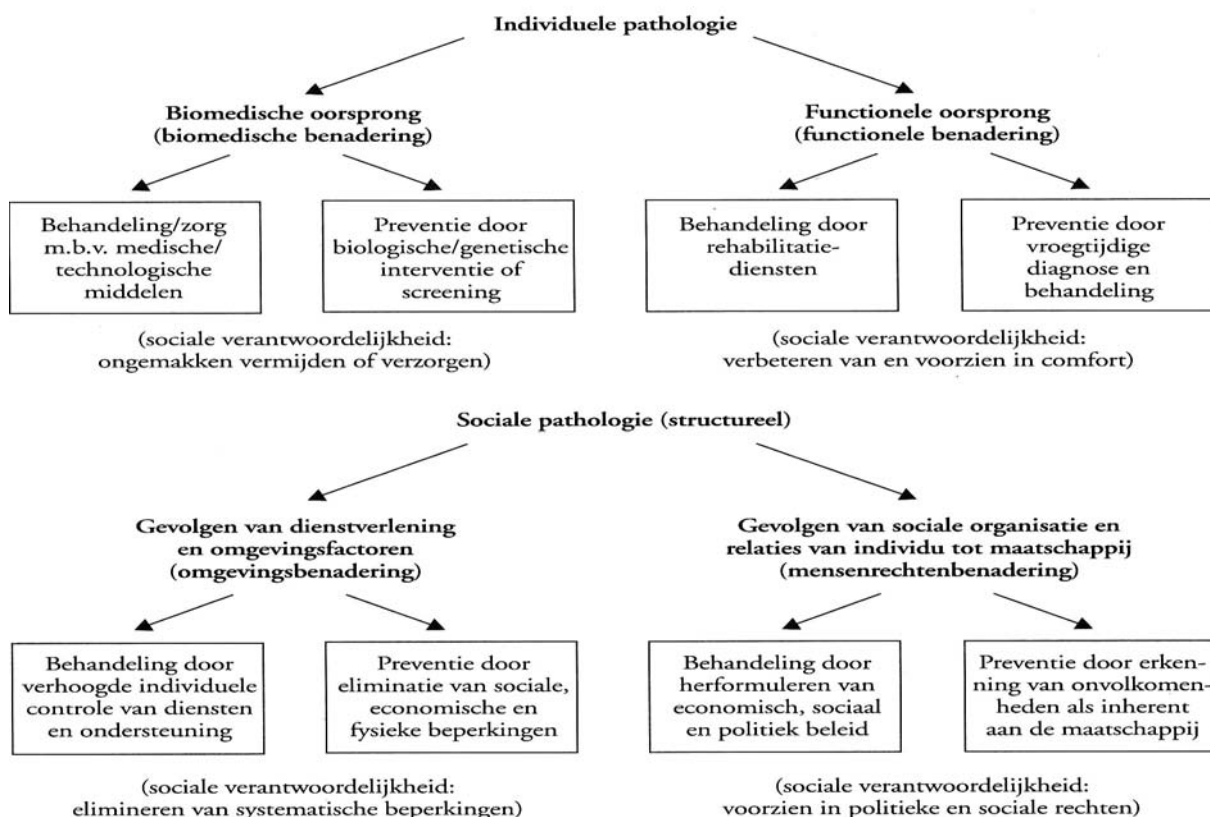 Individuele pathologie
Biomedische oorsprong
(biomedische benadering)
Functionele oorsprong
(functionele benadering)
Behandeling/zorg
m.b.v. medische/
technologische
middelen
Preventie door
biologische/genetische
interventie of
screening
Behandeling door
rehabilitatie-
diensten
Preventie door
vroegtijdige
diagnose en
behandeling
(sociale verantwoordelijkheid:
ongemakken vermijden of verzorgen)
(sociale verantwoordelijkheid:
verbeteren van en voorzien in comfort)
Sociale pathologie (structureel)
Gevolgen van dienstverlening
en omgevingsfactoren
(omgevingsbenadering)
Gevolgen van sociale organisatie en
relaties van individu tot maatschappij
(mensenrechtenbenadering)
Behandeling door
verhoogde individuele
controle van diensten
en ondersteuning
Preventie door
eliminatie van sociale,
economische en
fysieke beperkingen
Behandeling door
herformuleren van
economisch, sociaal
en politiek beleid
Preventie door erken-
ning van onvolkomen-
heden als inherent
aan de maatschappij
(sociale verantwoordelijkheid:
elimineren van systematische beperkingen)
(sociale verantwoordelijkheid:
voorzien in politieke en sociale rechten)